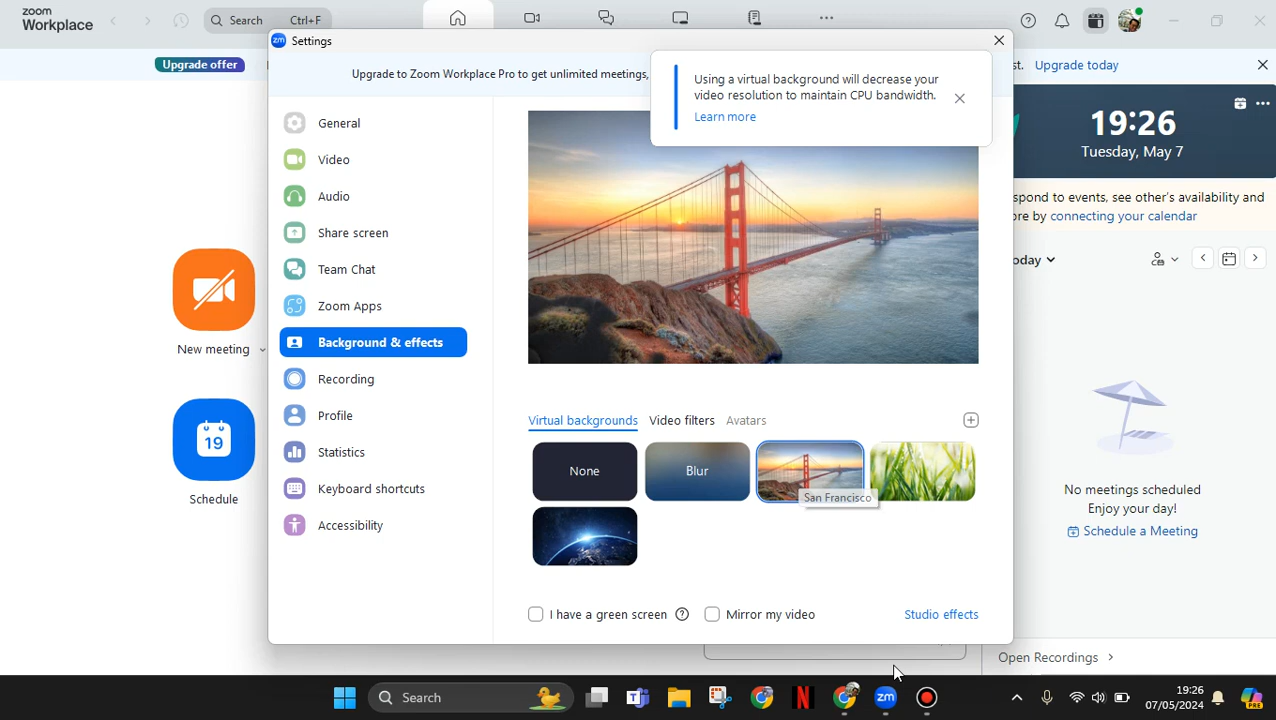 zoom
Workplace
Search Ctrl+F
Settings
Upgrade offer
Upgrade to Zoom Workplace Pro to get unlimited meetings,
st. Upgrade today
Using a virtual background will decrease your
video resolution to maintain CPU bandwidth.
Learn more
General
Video
Audio
Share screen
Team Chat
Zoom Apps
Background & effects
Recording
Profile
Statistics
Keyboard shortcuts
Accessibility
New meeting
19
Schedule
Virtual backgrounds Video filters Avatars
None
Blur
San Francisco
I have a green screen
Mirror my video
Studio effects
19:26
Tuesday, May 7
spond to events, see other's availability and
ore by connecting your calendar
oday
No meetings scheduled
Enjoy your day!
Schedule a Meeting
Open Recordings
Search
zm
19:26
07/05/2024
PRE